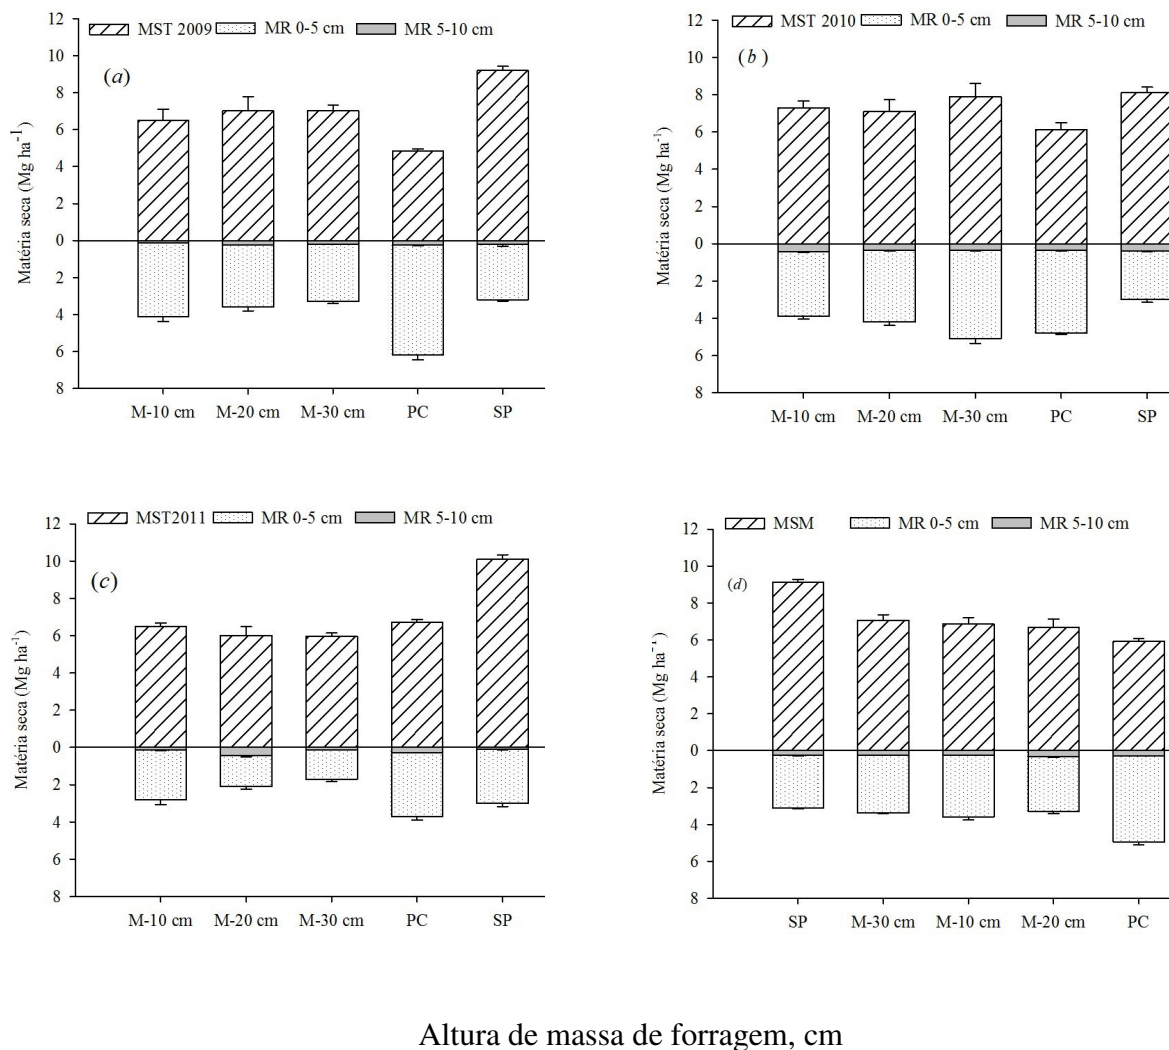 MST 2009 MR 0-5 cm MR 5-10 cm
(a)
Matéria seca (Mg ha-1)
12
10
8
6
4
2
0
2
4
6
8
M-10 cm M-20 cm M-30 cm PC SP
MST 2010 MR 0-5 cm MR 5-10 cm
(b )
Matéria seca (Mg ha-1)
12
10
8
6
4
2
0
2
4
6
8
M-10 cm M-20 cm M-30 cm PC SP
MST2011 MR 0-5 cm MR 5-10 cm
(c)
Matéria seca (Mg ha-1)
12
10
8
6
4
2
0
2
4
6
8
M-10 cm M-20 cm M-30 cm PC SP
MSM MR 0-5 cm MR 5-10 cm
(d)
Matéria seca (Mg ha-1)
12
10
8
6
4
2
0
2
4
6
8
SP M-30 cm M-10 cm M-20 cm PC
Altura de massa de forragem, cm